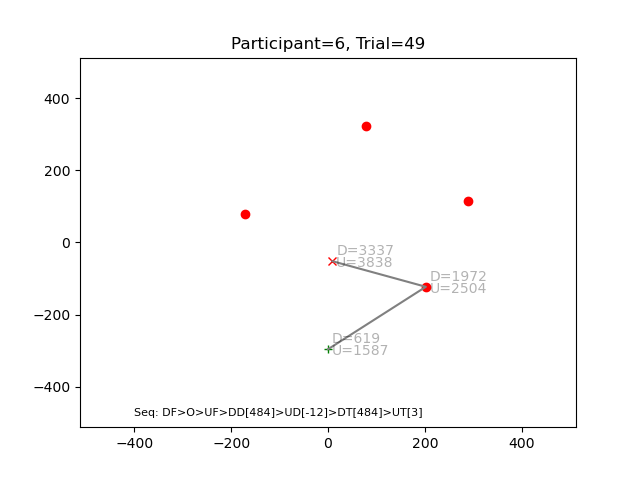 Participant=6, Trial=49
400
200
0
−200
−400
D=3337
U=3838
D=1972
U=2504
D=619
U=1587
Seq: DF>O>UF>DD[484]>UD[-12]>DT[484]>UT[3]
−400 −200 0 200 400